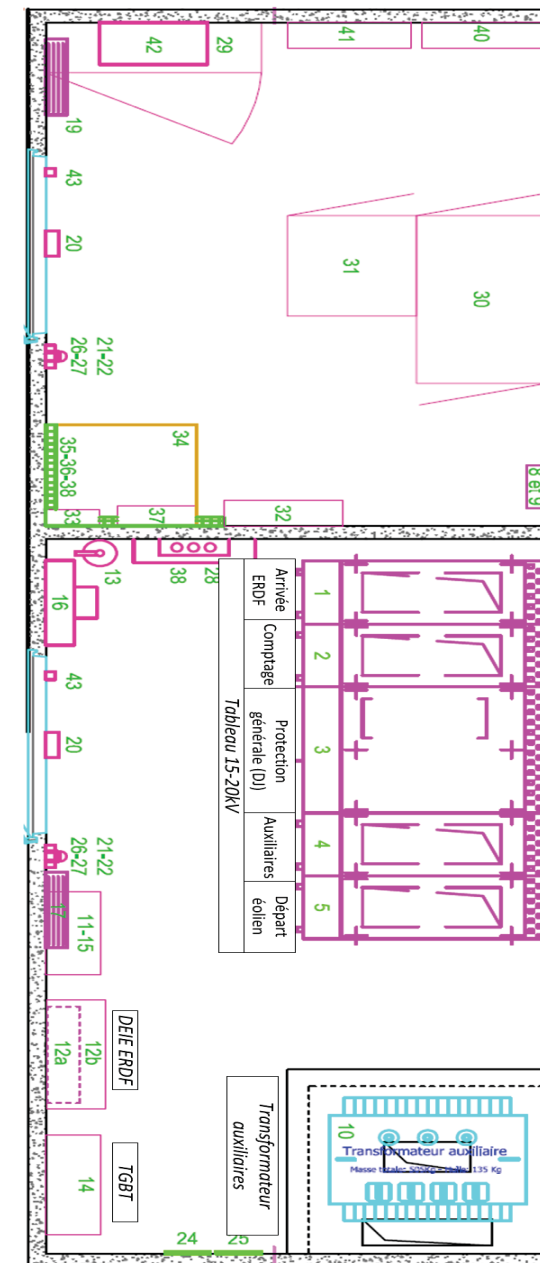 42
29
41
40
19
43
20
31
30
21-22
26-27
35-36-38
34
33
37
32
8 et 9
16
13
38
28
Arrivée
ERDF
Comptage
Protection
générale (DJ)
Auxiliaires
Départ
éolien
Tableau 15-20kV
1
2
3
4
5
43
20
21-22
26-27
17
11-15
DEIE ERDF
12b
12a
TGBT
14
Transformateur
auxiliaires
10
Transformateur auxiliaire
24
25